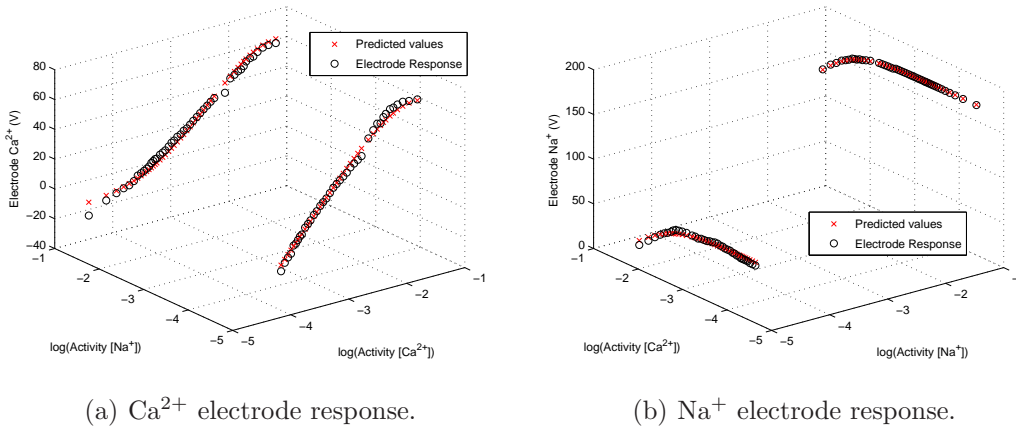 80
60
40
20
0
−20
−40
Electrode Ca²⁺ (V)
−1
−2
−3
−4
−5
log(Activity [Na⁺])
−5
−4
−3
−2
−1
log(Activity [Ca²⁺])
Predicted values
Electrode Response
(a) Ca²⁺ electrode response.
200
150
100
50
0
Electrode Na⁺ (V)
−1
−2
−3
−4
−5
log(Activity [Ca²⁺])
−5
−4
−3
−2
log(Activity [Na⁺])
Predicted values
Electrode Response
(b) Na⁺ electrode response.